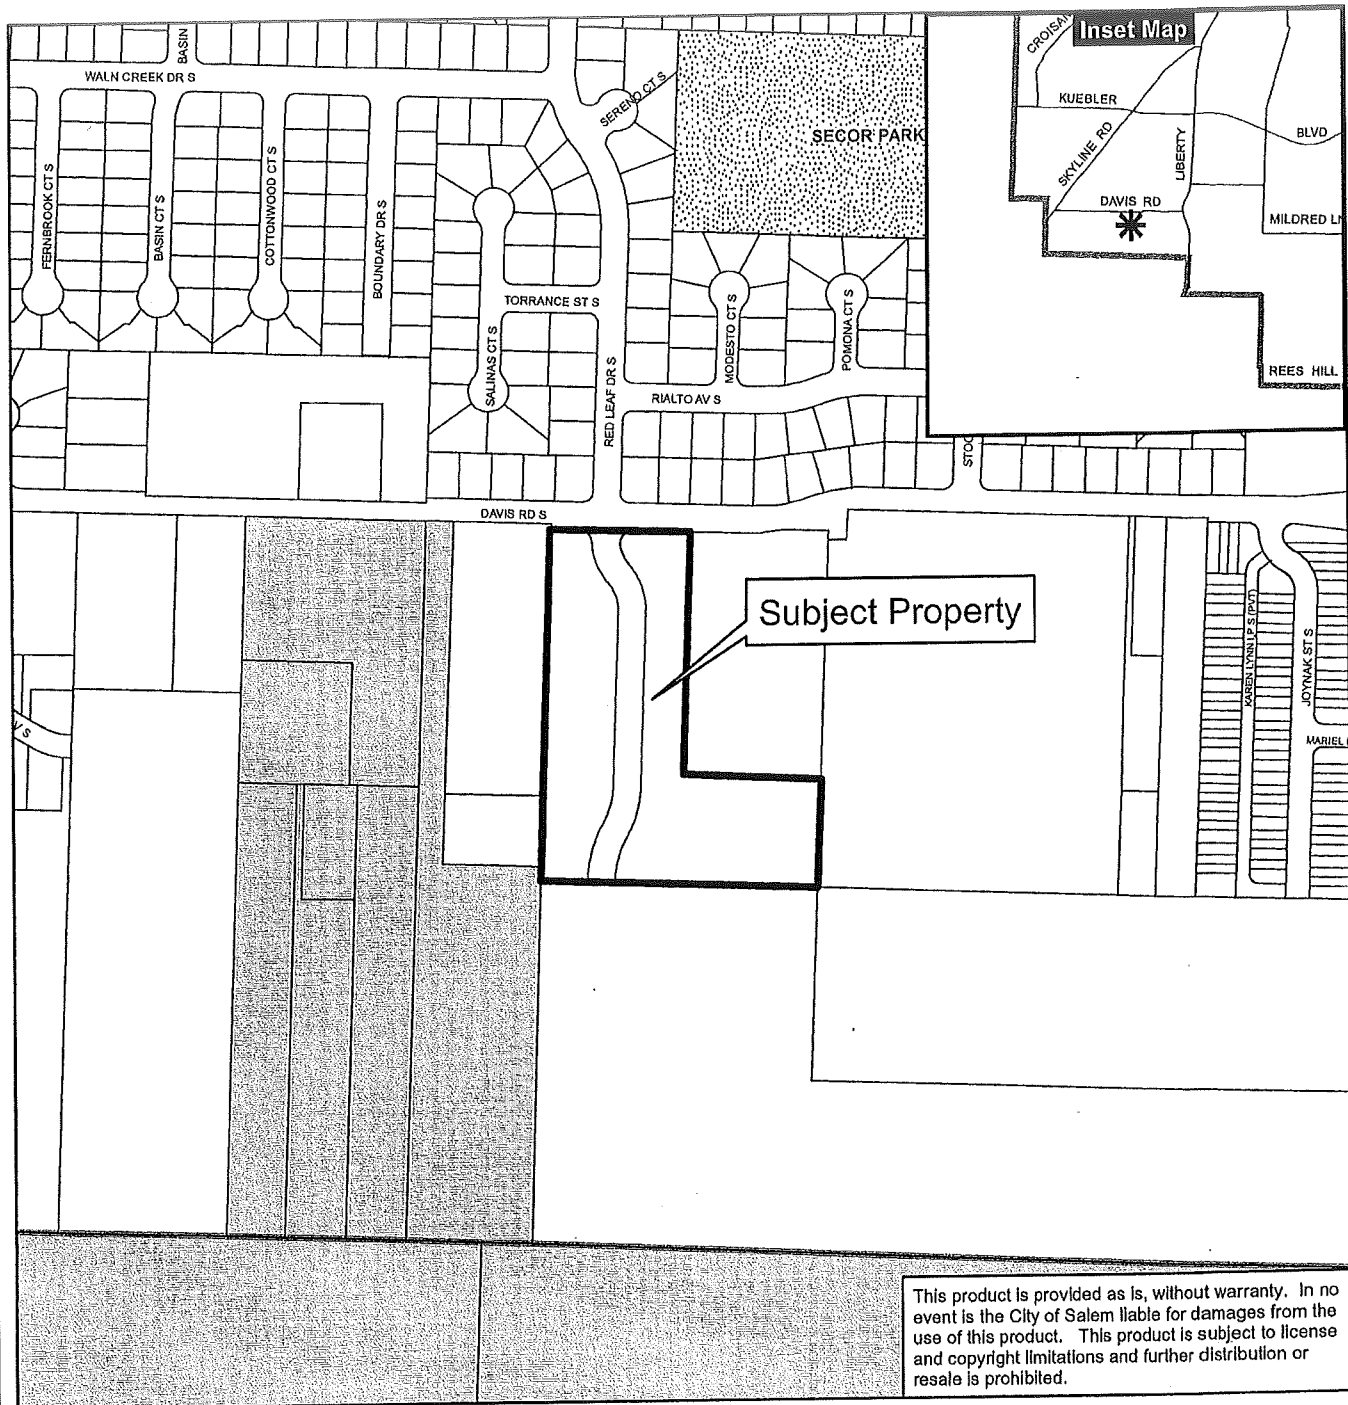 BASIN
WALN CREEK DR S
SERENO CT S
SECOR PARK
FERNBROOK CT S
BASIN CT S
COTTONWOOD CT S
BOUNDARY DR S
TORRANCE ST S
SALINAS CT S
RED LEAF DR S
MODESTO CT S
POMONA CT S
RIALTO AV S
STOC
DAVIS RD S
Subject Property
KAREN LYNN LP S (PVT)
JOYNAK ST S
MARIEL
V S
Inset Map
CROISAN
KUEBLER
BLVD
SKYLINE RD
LIBERTY
DAVIS RD
MILDRED LN
REES HILL
This product is provided as is, without warranty. In no
event is the City of Salem liable for damages from the
use of this product. This product is subject to license
and copyright limitations and further distribution or
resale is prohibited.